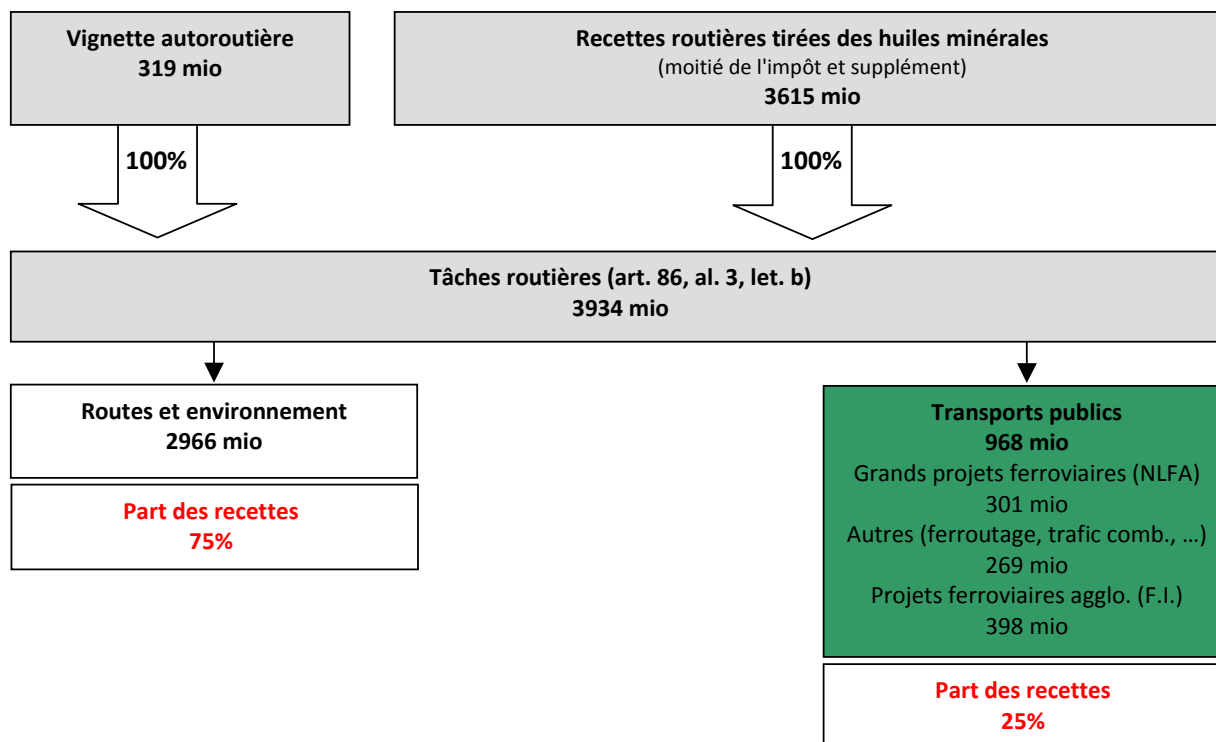 Vignette autoroutière
319 mio
Recettes routières tirées des huiles minérales
(moitié de l'impôt et supplément)
3615 mio
100%
100%
Tâches routières (art. 86, al. 3, let. b)
3934 mio
Routes et environnement
2966 mio
Part des recettes
75%
Transports publics
968 mio
Grands projets ferroviaires (NLFA)
301 mio
Autres (ferroutage, trafic comb., ...)
269 mio
Projets ferroviaires agglo. (F.I.)
398 mio
Part des recettes
25%